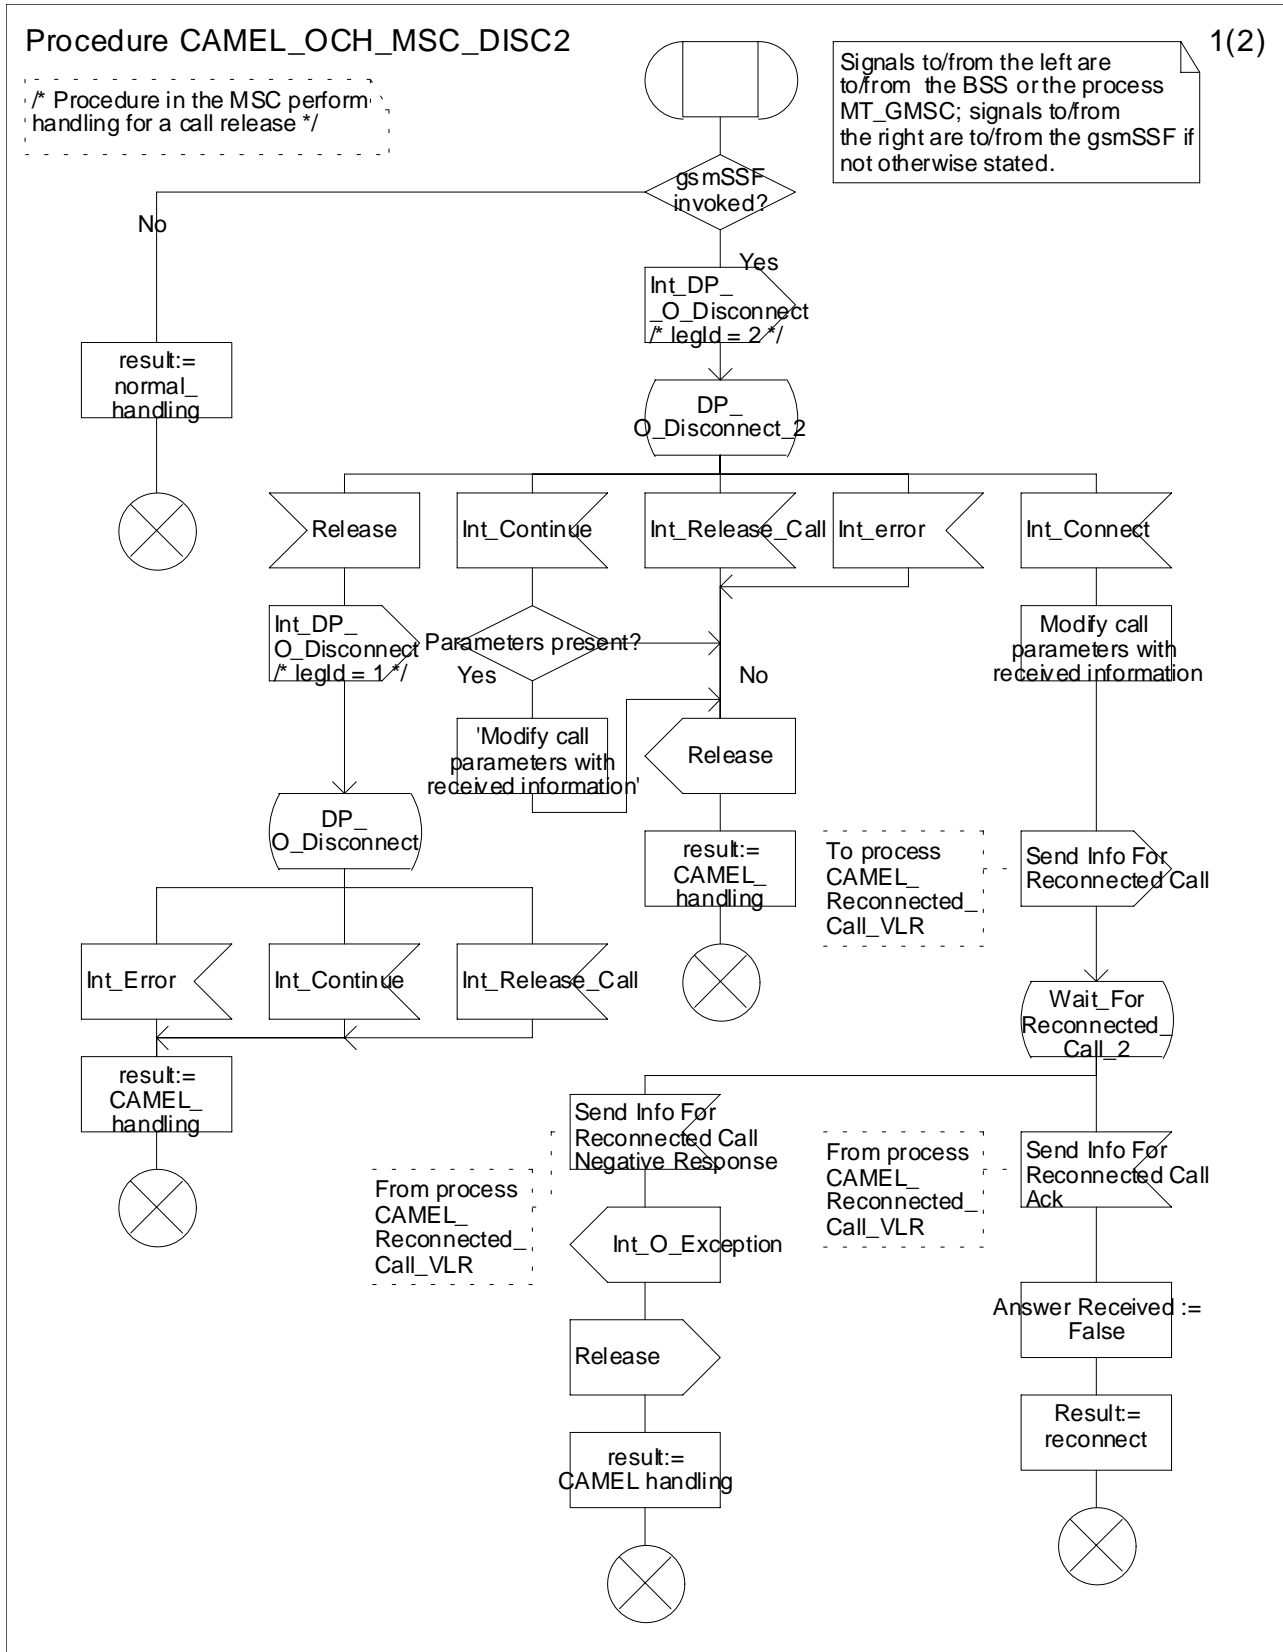 Procedure CAMEL_OCH_MSC_DISC2
1(2)
/* Procedure in the MSC perform
handling for a call release */
Signals to/from the left are
to/from the BSS or the process
MT_GMSC; signals to/from
the right are to/from the gsmSSF if
not otherwise stated.
gsmSSF
invoked?
No
Yes
Int_DP_
_O_Disconnect
/* legId = 2 */
result:=
normal_
handling
DP_
O_Disconnect_2
Release
Int_Continue
Int_Release_Call
Int_error
Int_Connect
Int_DP_
O_Disconnect
/* legId = 1 */
Parameters present?
Yes
No
Modify call
parameters with
received information
'Modify call
parameters with
received information'
Release
DP_
O_Disconnect
result:=
CAMEL_
handling
To process
CAMEL_
Reconnected_
Call_VLR
Send Info For
Reconnected Call
Int_Error
Int_Continue
Int_Release_Call
Wait_For
Reconnected_
Call_2
result:=
CAMEL_
handling
Send Info For
Reconnected Call
Negative Response
From process
CAMEL_
Reconnected_
Call_VLR
From process
CAMEL_
Reconnected_
Call_VLR
Send Info For
Reconnected Call
Ack
Int_O_Exception
Answer Received :=
False
Release
Result:=
reconnect
result:=
CAMEL handling